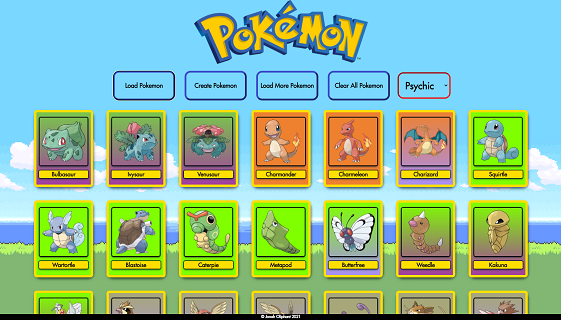 POKéMON
Load Pokemon Create Pokemon Load More Pokemon Clear All Pokemon Psychic
Bulbasaur Ivysaur Venusaur Charmander Charmeleon Charizard Squirtle
Wartortle Blastoise Caterpie Metapod Butterfree Weedle Kakuna